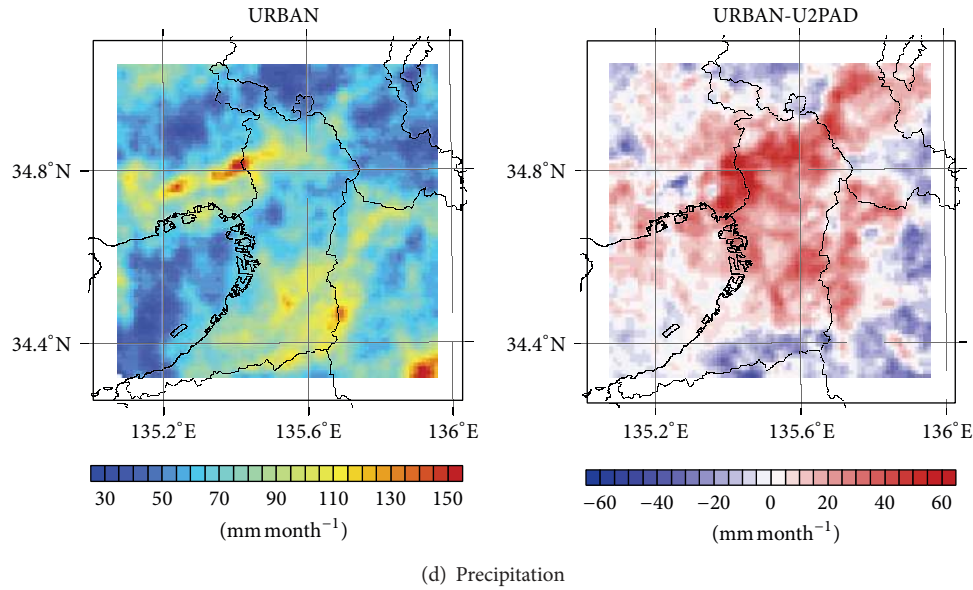 URBAN
34.8°N
34.4°N
135.2°E 135.6°E 136°E
30 50 70 90 110 130 150
(mm month⁻¹)
URBAN-U2PAD
34.8°N
34.4°N
135.2°E 135.6°E 136°E
−60 −40 −20 0 20 40 60
(mm month⁻¹)
(d) Precipitation